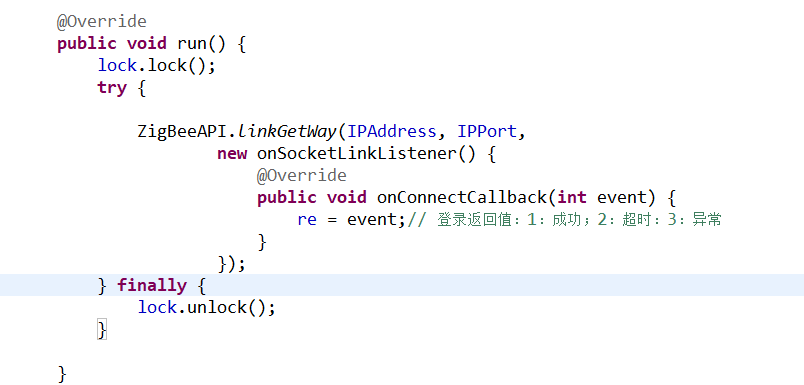 @Override
public void run() {
lock.lock();
try {
ZigBeeAPI.linkGetWay(IPAddress, IPPort,
new onSocketLinkListener() {
@Override
public void onConnectCallback(int event) {
re = event;// 登录返回值：1：成功；2：超时：3：异常
}
});
} finally {
lock.unlock();
}
}